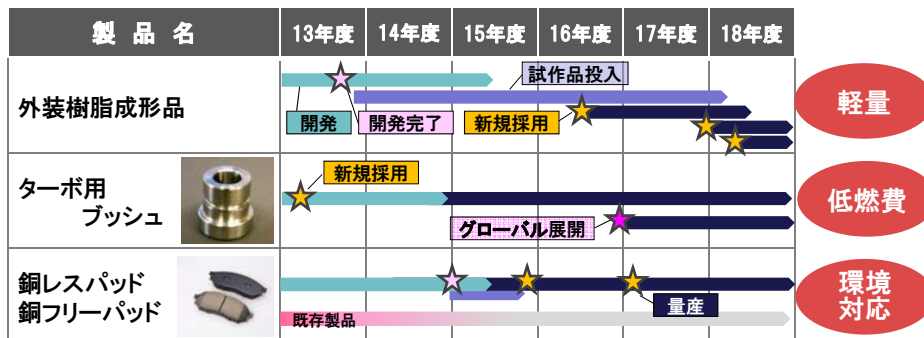 製品名 13年度 14年度 15年度 16年度 17年度 18年度
外装樹脂成形品
試作品投入
開発 開発完了 新規採用
軽量
ターボ用
ブッシュ
新規採用
グローバル展開
低燃費
銅レスパッド
銅フリーパッド
量産
既存製品
環境
対応